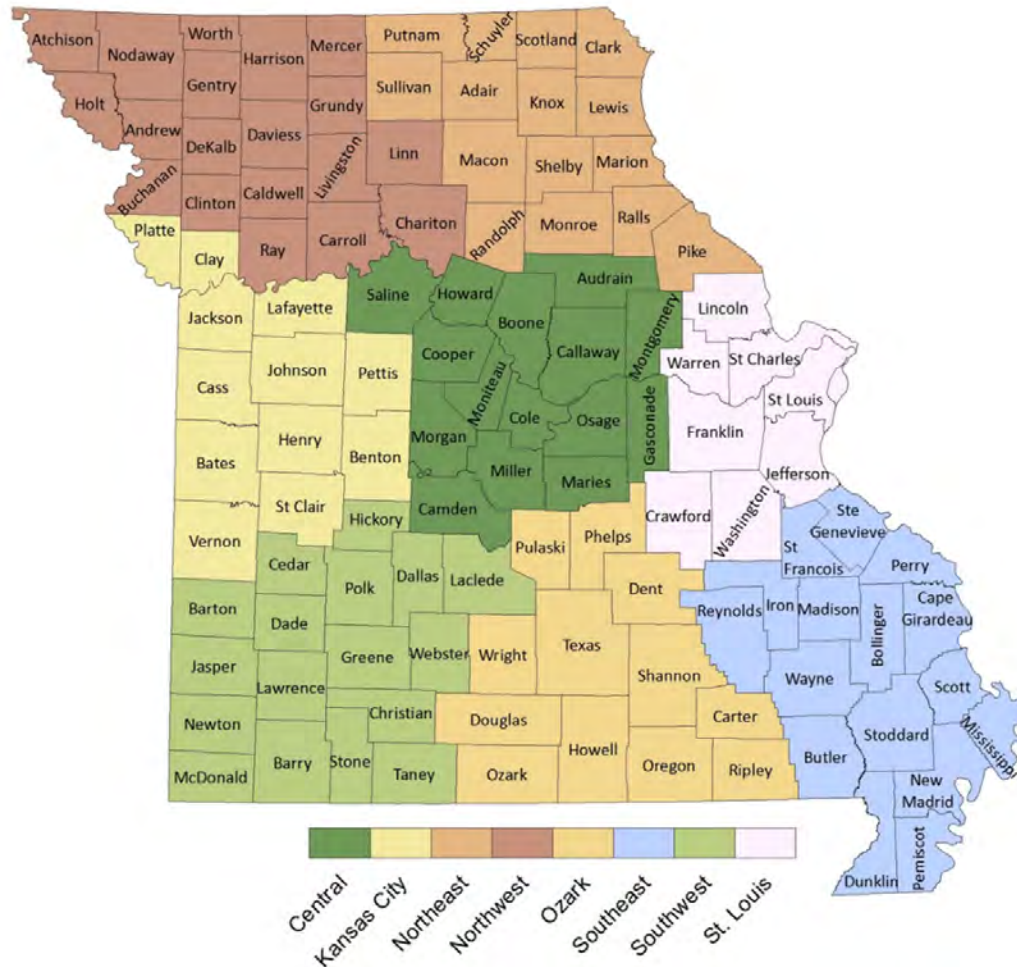 Atchison
Nodaway
Worth
Harrison
Mercer
Putnam
Schuyler
Scotland
Clark
Holt
Gentry
Grundy
Sullivan
Adair
Knox
Lewis
Andrew
DeKalb
Daviess
Livingston
Linn
Macon
Shelby
Marion
Buchanan
Clinton
Caldwell
Chariton
Randolph
Monroe
Ralls
Pike
Platte
Clay
Ray
Carroll
Saline
Howard
Boone
Audrain
Lincoln
Jackson
Lafayette
Cooper
Callaway
Montgomery
Warren
St Charles
Cass
Johnson
Pettis
Moniteau
Cole
Osage
Gasconade
Franklin
St Louis
Bates
Henry
Benton
Morgan
Miller
Maries
Jefferson
Vernon
St Clair
Hickory
Camden
Pulaski
Phelps
Crawford
Washington
Ste
Genevieve
St
Francois
Perry
Cedar
Polk
Dallas
Laclede
Dent
Reynolds
Iron
Madison
Bollinger
Cape
Girardeau
Barton
Dade
Greene
Webster
Wright
Texas
Shannon
Wayne
Scott
Mississippi
Jasper
Lawrence
Christian
Douglas
Howell
Carter
Stoddard
Newton
Barry
Stone
Taney
Ozark
Oregon
Ripley
Butler
New
Madrid
McDonald
Dunklin
Pemiscot
Central
Kansas City
Northeast
Northwest
Ozark
Southeast
Southwest
St. Louis